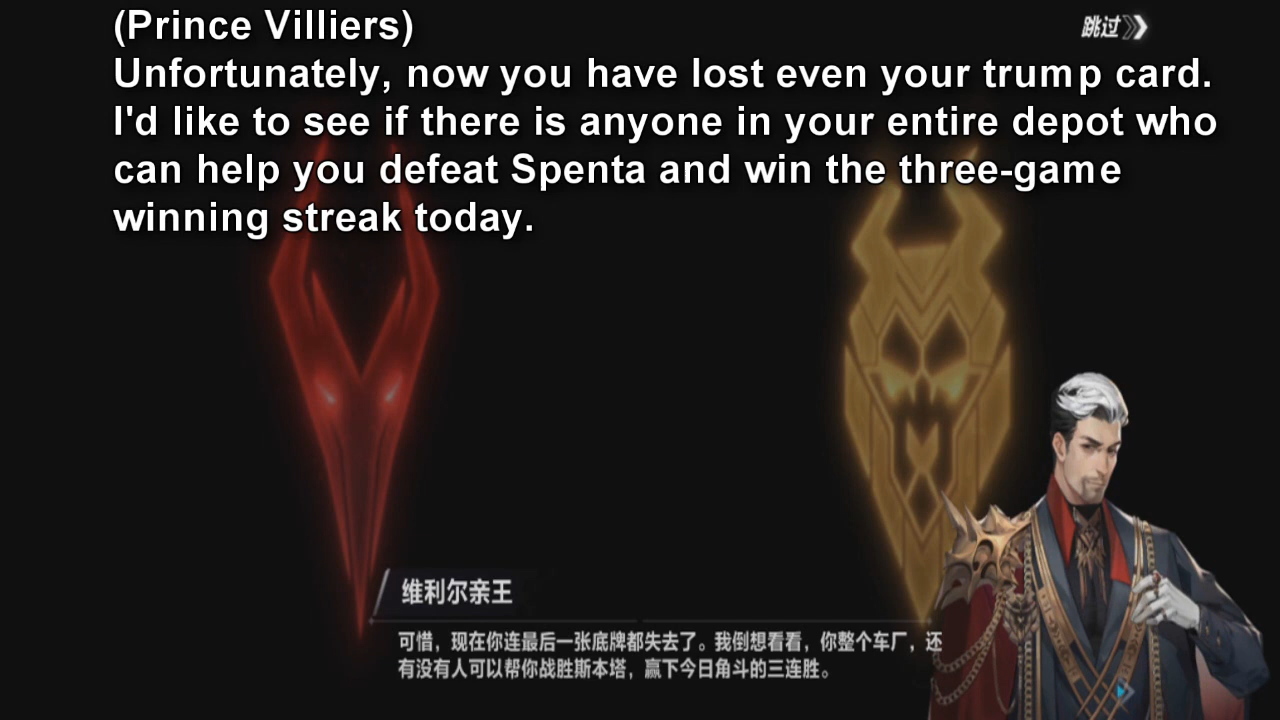 (Prince Villiers)
跳过
Unfortunately, now you have lost even your trump card.
I'd like to see if there is anyone in your entire depot who
can help you defeat Spenta and win the three-game
winning streak today.
维利尔亲王
可惜，现在你连最后一张底牌都失去了。我倒想看看，你整个车厂，还
有没有人可以帮你战胜斯本塔，赢下今日角斗的三连胜。